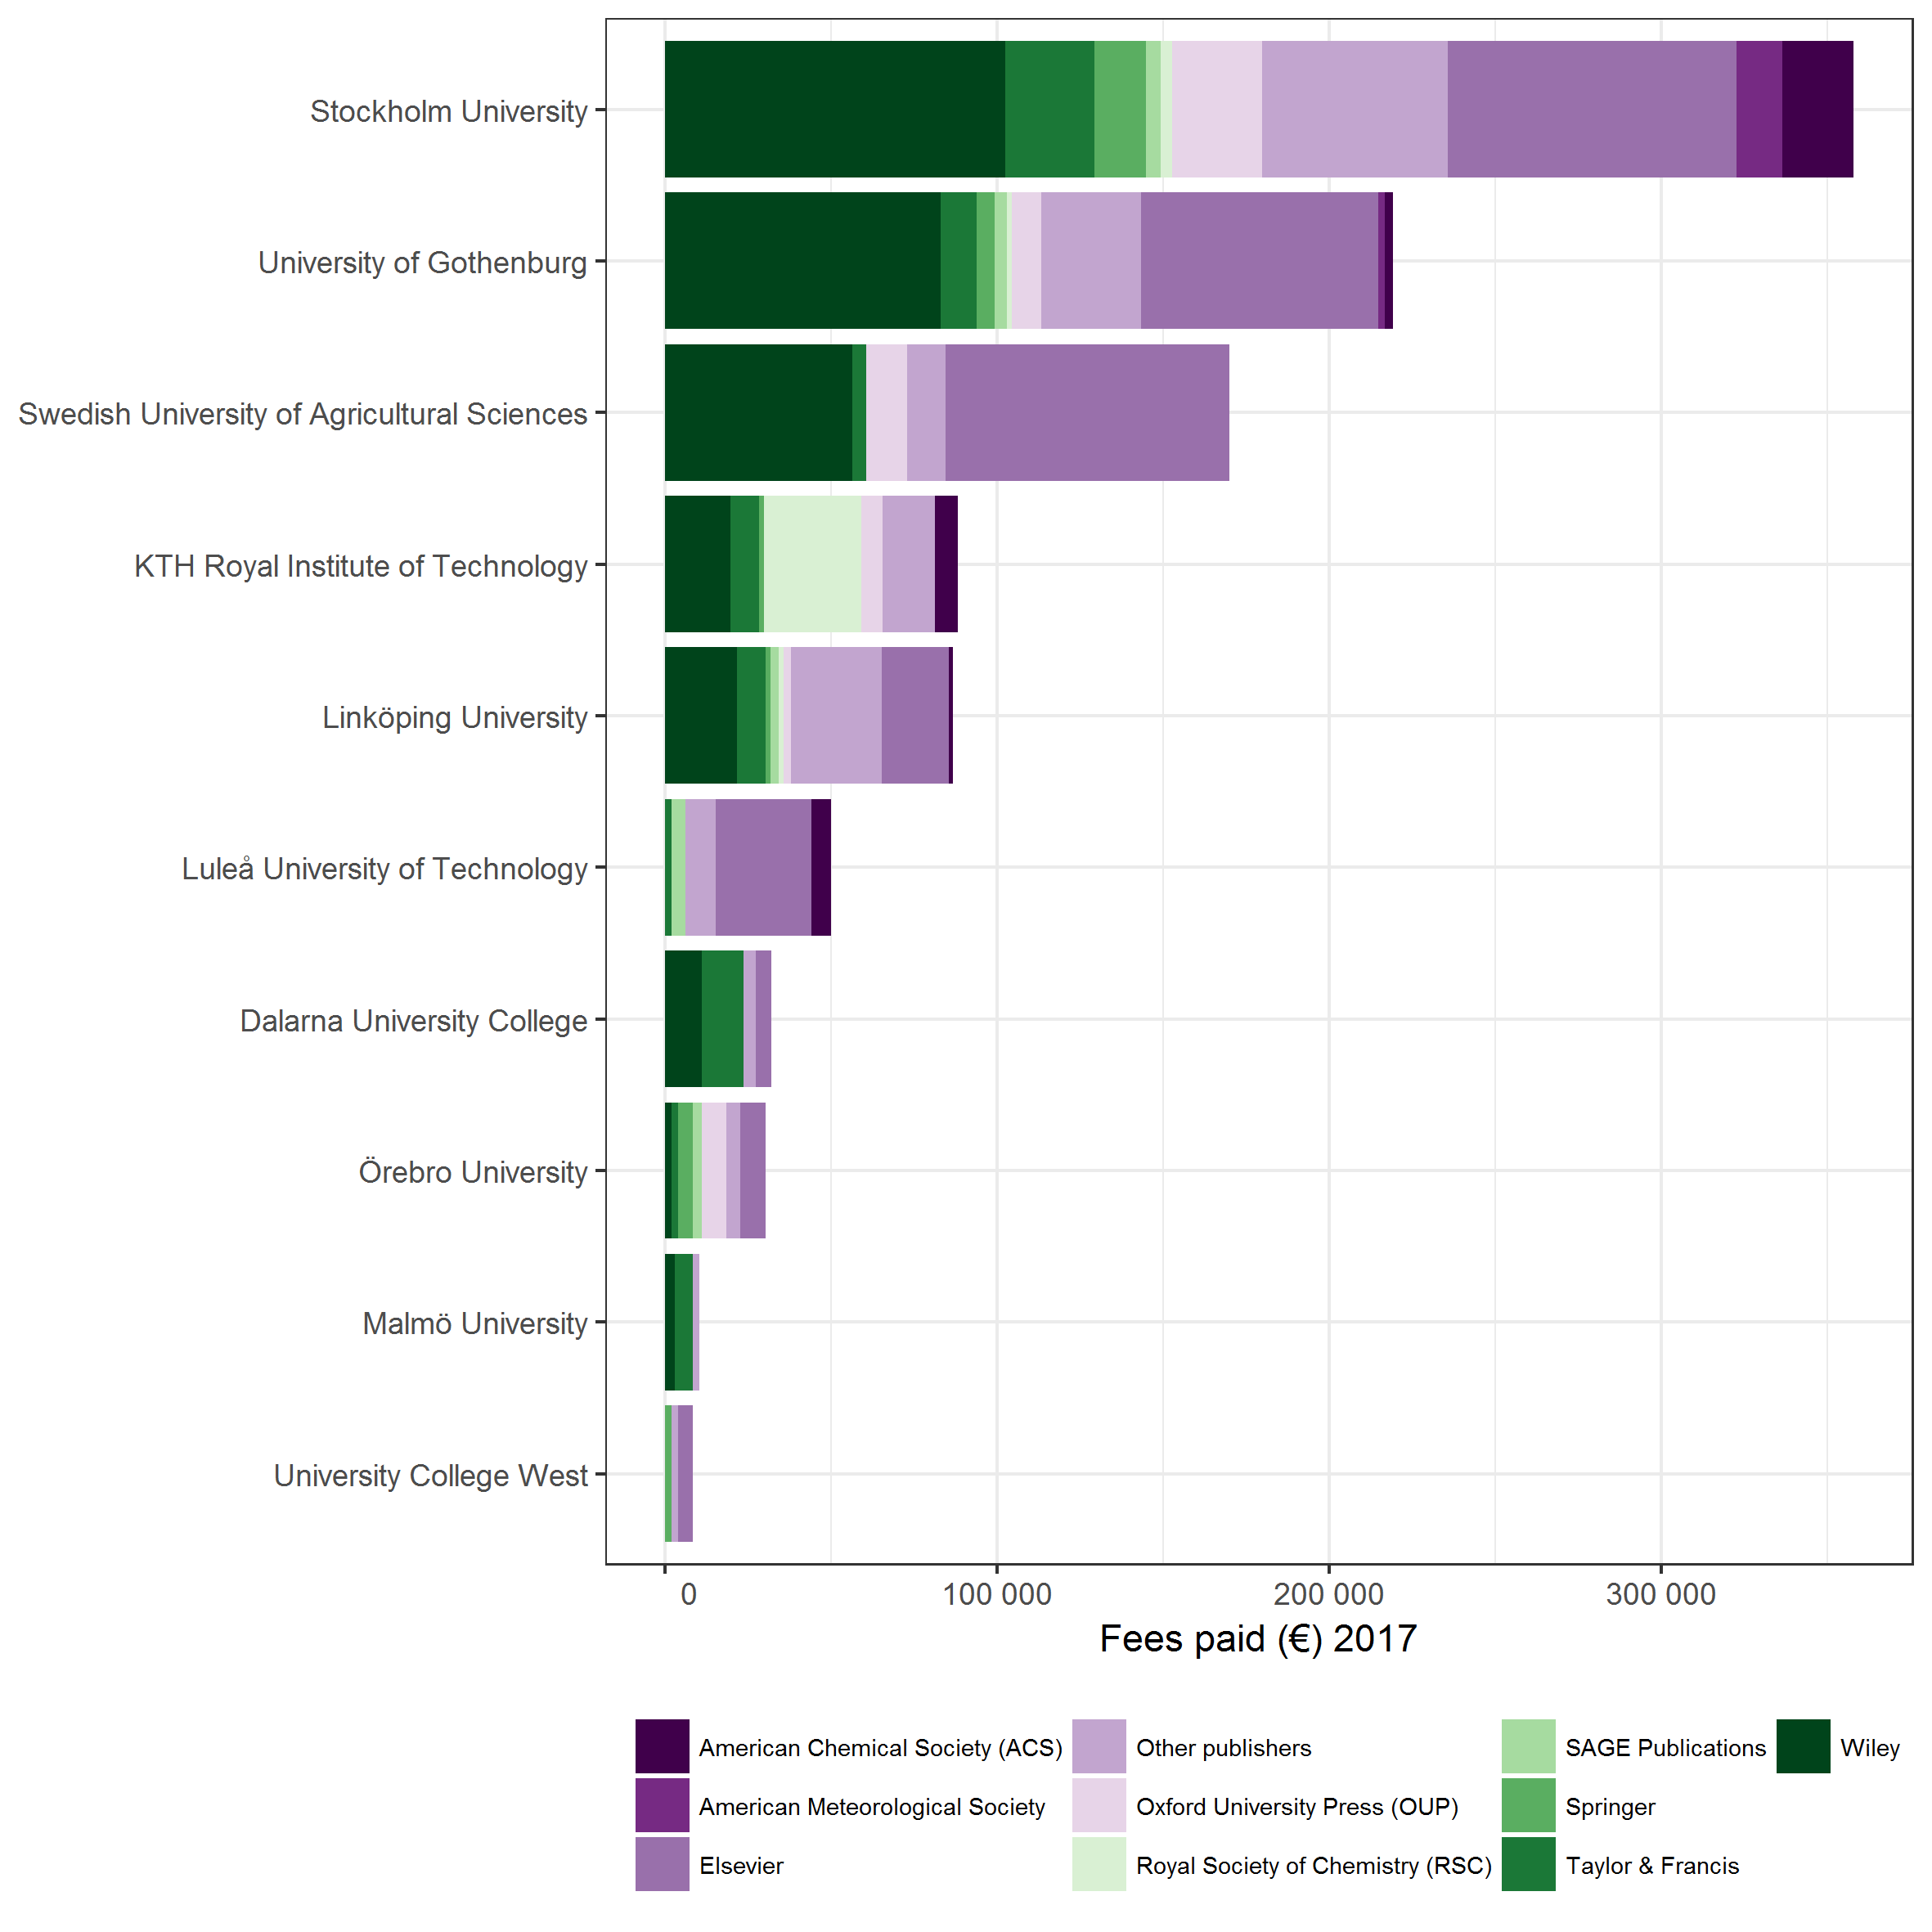 Stockholm University
University of Gothenburg
Swedish University of Agricultural Sciences
KTH Royal Institute of Technology
Linköping University
Luleå University of Technology
Dalarna University College
Örebro University
Malmö University
University College West
0 100 000 200 000 300 000
Fees paid (€) 2017
American Chemical Society (ACS) Other publishers SAGE Publications Wiley
American Meteorological Society Oxford University Press (OUP) Springer
Elsevier Royal Society of Chemistry (RSC) Taylor & Francis